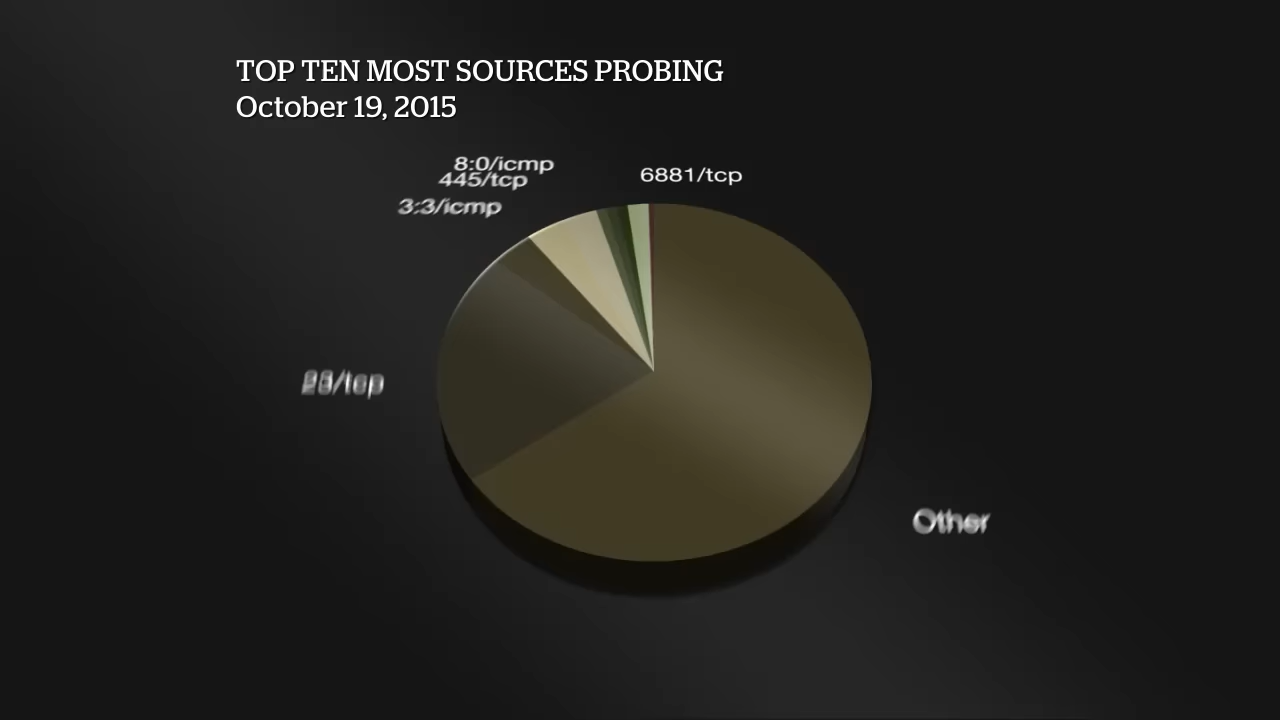 TOP TEN MOST SOURCES PROBING
October 19, 2015
8:0/icmp
6881/tcp
445/tcp
3:3/icmp
Other